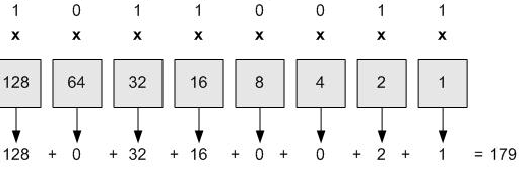 1 0 1 1 0 0 1 1
x x x x x x x x
128 64 32 16 8 4 2 1
128 + 0 + 32 + 16 + 0 + 0 + 2 + 1 = 179